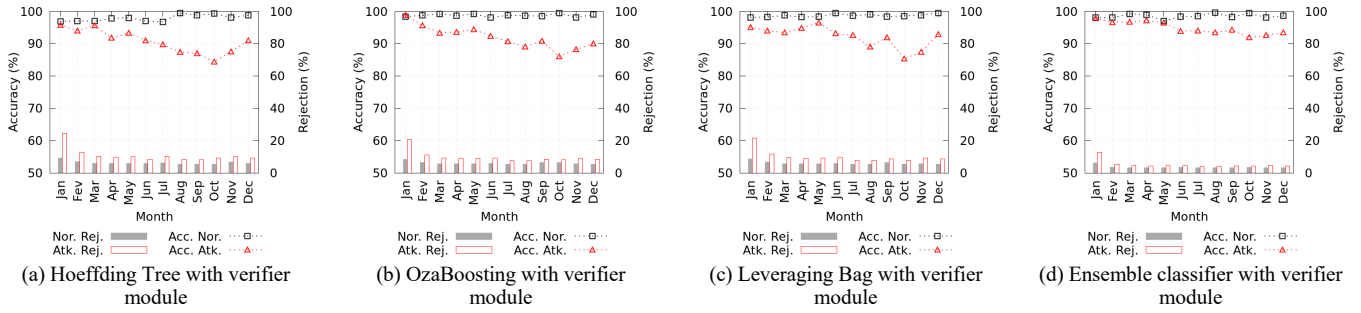 Accuracy (%)
100
90
80
70
60
50
100
80
60
40
20
0
Rejection (%)
Jan
Fev
Mar
Apr
May
Jun
Jul
Aug
Sep
Oct
Nov
Dec
Month
Nor. Rej.
Acc. Nor.
Atk. Rej.
Acc. Atk.
(a) Hoeffding Tree with verifier
module
Accuracy (%)
100
90
80
70
60
50
100
80
60
40
20
0
Rejection (%)
Jan
Fev
Mar
Apr
May
Jun
Jul
Aug
Sep
Oct
Nov
Dec
Month
Nor. Rej.
Acc. Nor.
Atk. Rej.
Acc. Atk.
(b) OzaBoosting with verifier
module
Accuracy (%)
100
90
80
70
60
50
100
80
60
40
20
0
Rejection (%)
Jan
Fev
Mar
Apr
May
Jun
Jul
Aug
Sep
Oct
Nov
Dec
Month
Nor. Rej.
Acc. Nor.
Atk. Rej.
Acc. Atk.
(c) Leveraging Bag with verifier
module
Accuracy (%)
100
90
80
70
60
50
100
80
60
40
20
0
Rejection (%)
Jan
Fev
Mar
Apr
May
Jun
Jul
Aug
Sep
Oct
Nov
Dec
Month
Nor. Rej.
Acc. Nor.
Atk. Rej.
Acc. Atk.
(d) Ensemble classifier with verifier
module